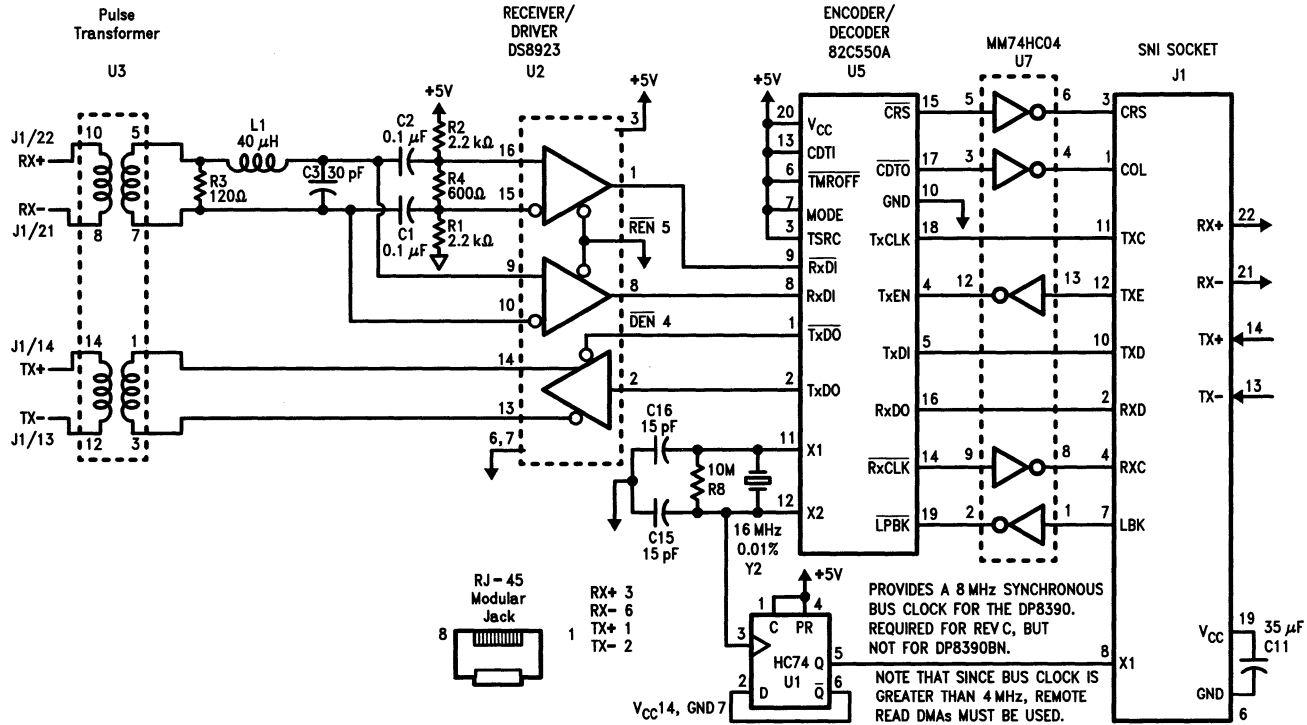 Pulse
Transformer
U3
RECEIVER/
DRIVER
DS8923
U2
ENCODER/
DECODER
82C550A
U5
MM74HC04
U7
SNI SOCKET
J1
J1/22
RX+
RX-
J1/21
10
8
5
7
R3
120Ω
L1
40 μH
C3
30 pF
C2
0.1 μF
C1
0.1 μF
+5V
R2
2.2 kΩ
R4
600Ω
R1
2.2 kΩ
16
15
+5V
3
1
REN 5
9
10
8
DEN 4
14
13
2
6,7
J1/14
TX+
TX-
J1/13
14
12
1
3
+5V
20
VCC
13
CDTI
6
TMROFF
7
MODE
3
TSRC
9
RxDI
8
RxDI
1
TxDO
2
TxDO
11
X1
12
X2
CRS
15
CDTO
17
GND
10
TxCLK
18
TxEN
4
TxDI
5
RxDO
16
RxCLK
14
LPBK
19
5
6
3
4
12
13
9
8
2
1
3
CRS
1
COL
11
TXC
12
TXE
10
TXD
2
RXD
4
RXC
7
LBK
8
X1
RX+
22
RX-
21
TX+
14
TX-
13
VCC
19
GND
6
35 μF
C11
C16
15 pF
C15
15 pF
10M
R8
16 MHz
0.01%
Y2
RJ-45
Modular
Jack
8
1
RX+ 3
RX- 6
TX+ 1
TX- 2
+5V
1
4
C
PR
3
HC74
U1
Q
5
2
D
Q
6
VCC14, GND7
PROVIDES A 8 MHz SYNCHRONOUS
BUS CLOCK FOR THE DP8390.
REQUIRED FOR REV C, BUT
NOT FOR DP8390BN.
NOTE THAT SINCE BUS CLOCK IS
GREATER THAN 4 MHz, REMOTE
READ DMAs MUST BE USED.